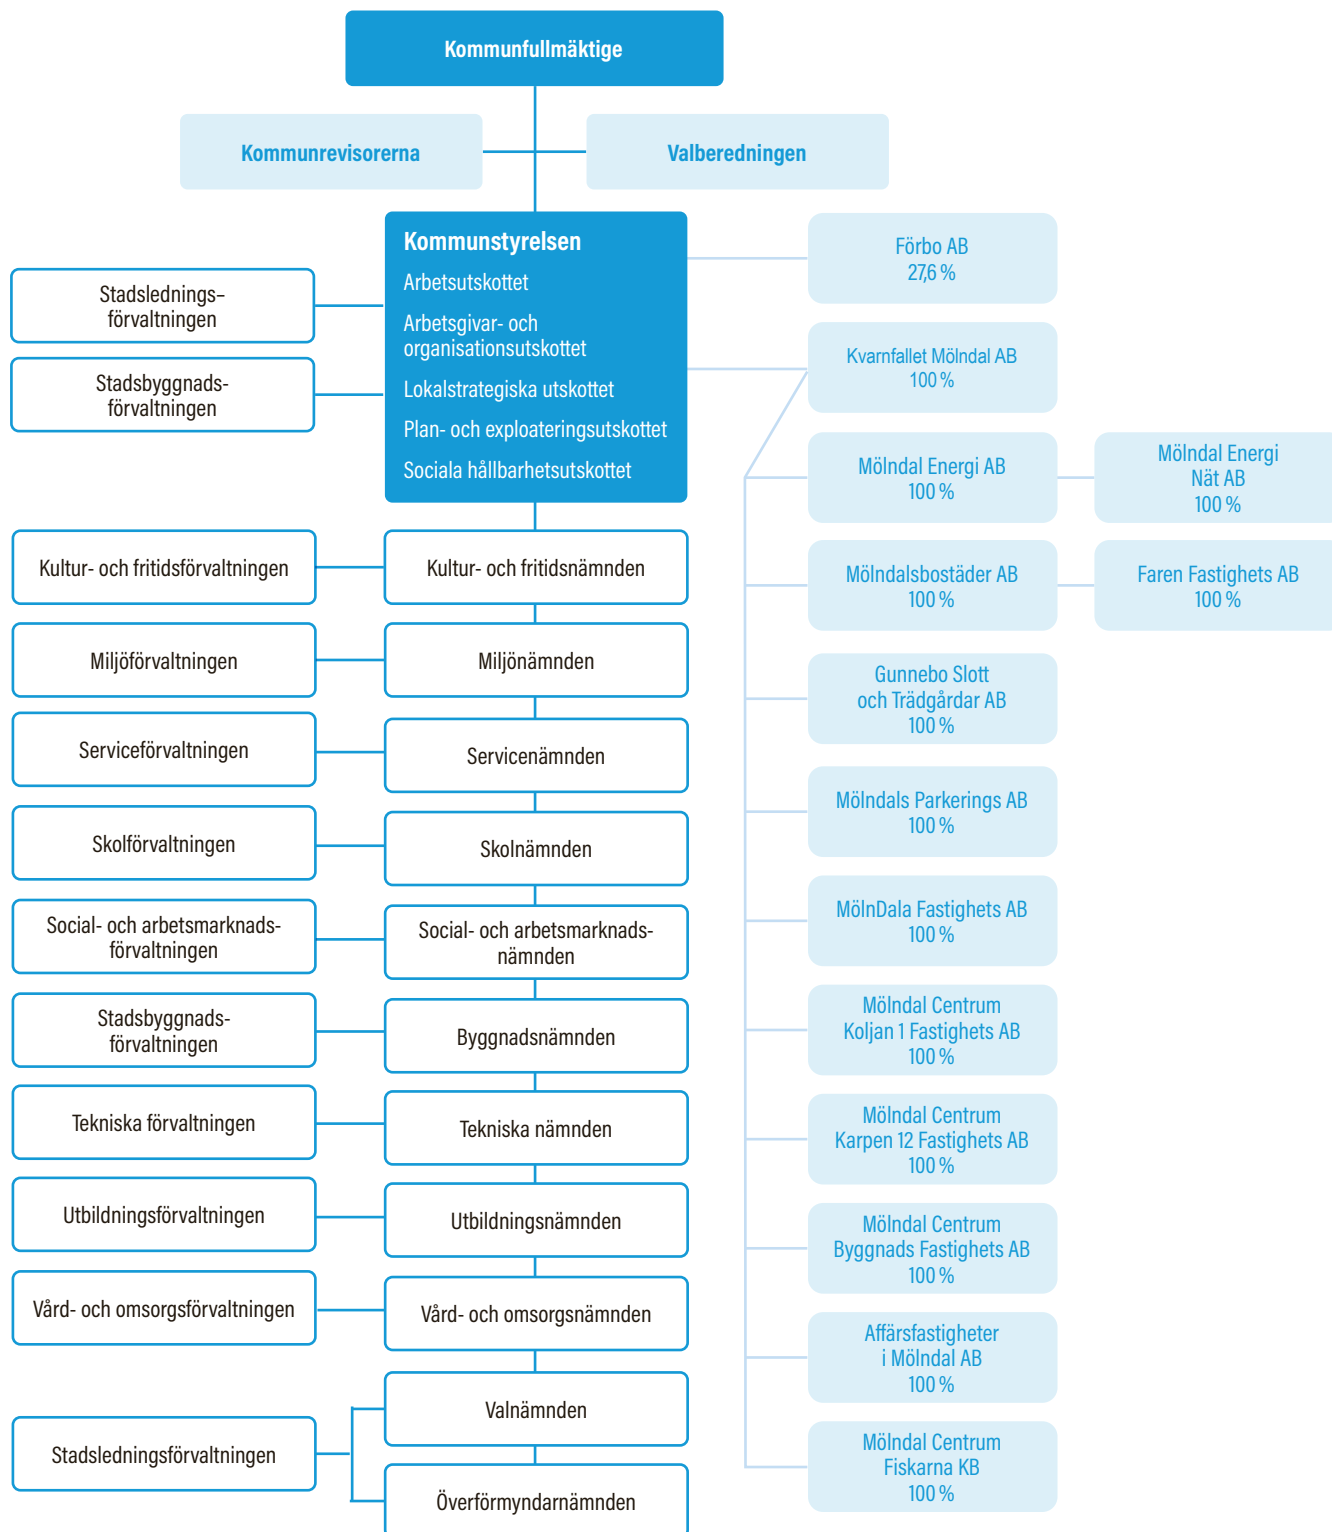 Kommunfullmäktige
Kommunrevisorerna
Valberedningen
Kommunstyrelsen
Arbetsutskottet
Arbetsgivar- och
organisationsutskottet
Lokalstrategiska utskottet
Plan- och exploateringsutskottet
Sociala hållbarhetsutskottet
Stadslednings–
förvaltningen
Stadsbyggnads-
förvaltningen
Kultur- och fritidsförvaltningen
Kultur- och fritidsnämnden
Miljöförvaltningen
Miljönämnden
Serviceförvaltningen
Servicenämnden
Skolförvaltningen
Skolnämnden
Social- och arbetsmarknads-
förvaltningen
Social- och arbetsmarknads-
nämnden
Stadsbyggnads-
förvaltningen
Byggnadsnämnden
Tekniska förvaltningen
Tekniska nämnden
Utbildningsförvaltningen
Utbildningsnämnden
Vård- och omsorgsförvaltningen
Vård- och omsorgsnämnden
Stadsledningsförvaltningen
Valnämnden
Överförmyndarnämnden
Förbo AB
27,6 %
Kvarnfallet Mölndal AB
100 %
Mölndal Energi AB
100 %
Mölndal Energi
Nät AB
100 %
Mölndalsbostäder AB
100 %
Faren Fastighets AB
100 %
Gunnebo Slott
och Trädgårdar AB
100 %
Mölndals Parkerings AB
100 %
MölnDala Fastighets AB
100 %
Mölndal Centrum
Koljan 1 Fastighets AB
100 %
Mölndal Centrum
Karpen 12 Fastighets AB
100 %
Mölndal Centrum
Byggnads Fastighets AB
100 %
Affärsfastigheter
i Mölndal AB
100 %
Mölndal Centrum
Fiskarna KB
100 %